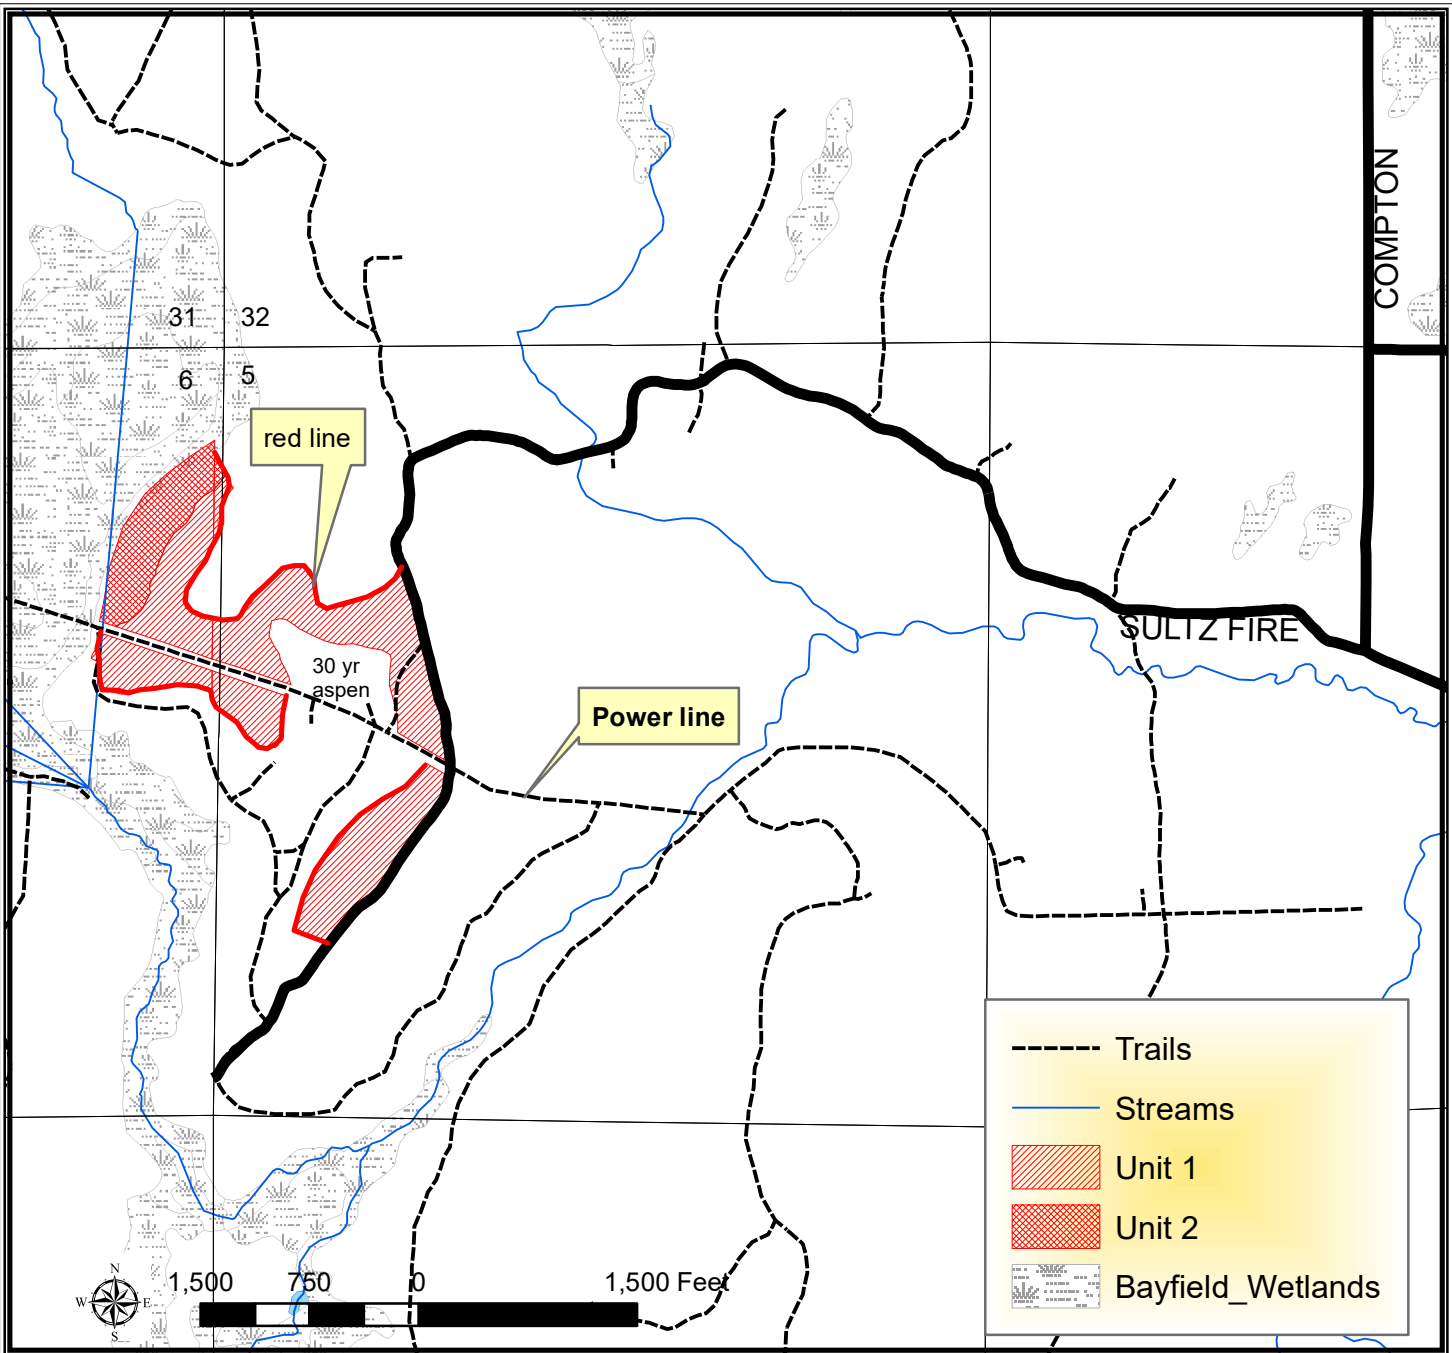 COMPTON
31 32
6 5
red line
SULTZ FIRE
30 yr
aspen
Power line
Trails
Streams
Unit 1
Unit 2
Bayfield_Wetlands
N
W E
S
1,500 750 0 1,500 Feet